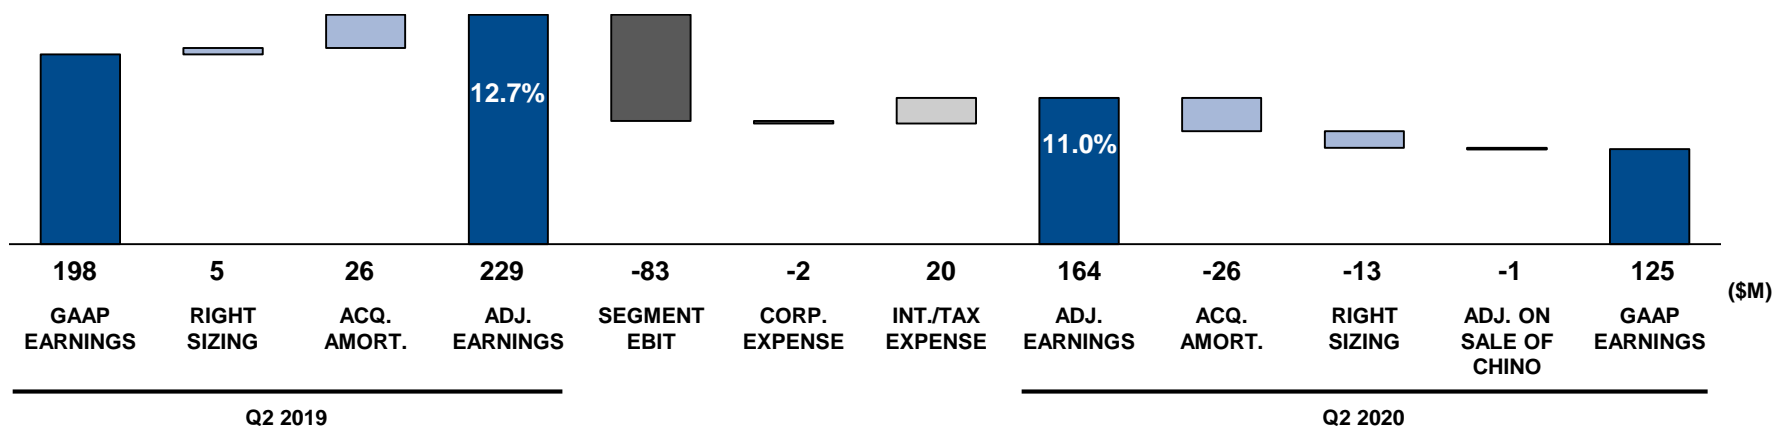 12.7%
11.0%
198 5 26 229 -83 -2 20 164 -26 -13 -1 125
($M)
GAAP RIGHT ACQ. ADJ. SEGMENT CORP. INT./TAX ADJ. ACQ. RIGHT ADJ. ON GAAP
EARNINGS SIZING AMORT. EARNINGS EBIT EXPENSE EXPENSE EARNINGS AMORT. SIZING SALE OF EARNINGS
CHINO
Q2 2019 Q2 2020